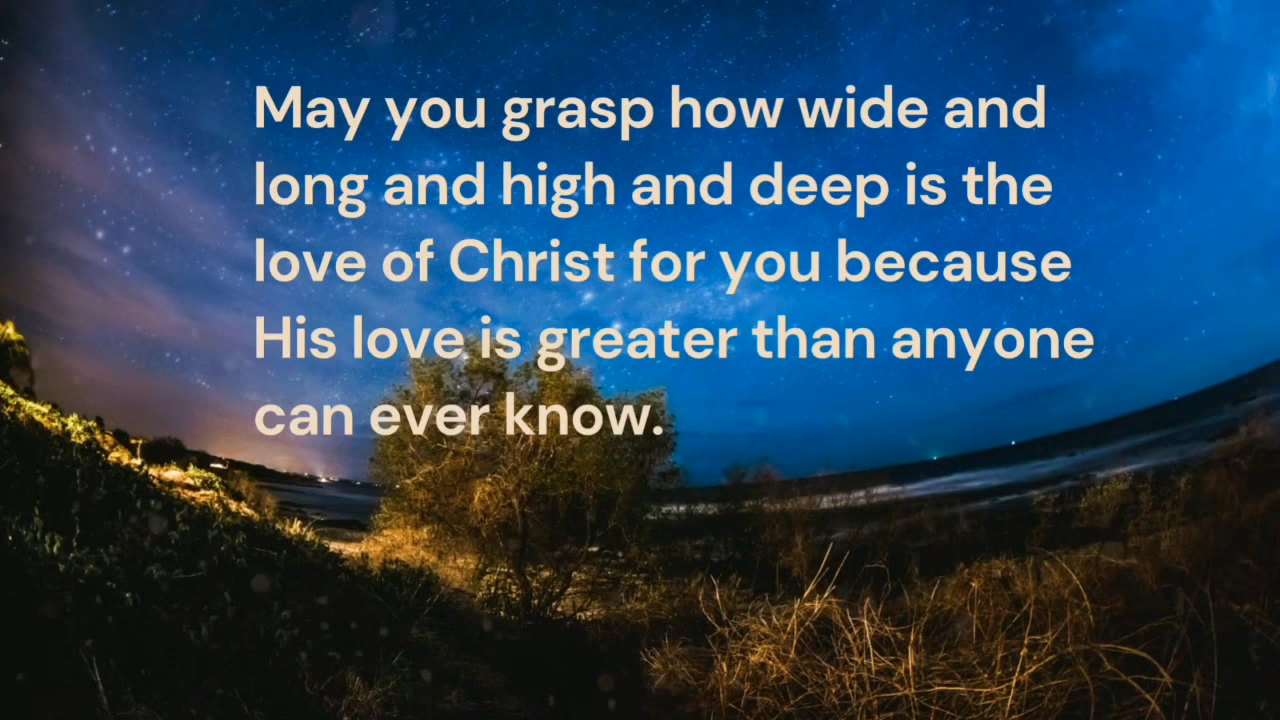 May you grasp how wide and
long and high and deep is the
love of Christ for you because
His love is greater than anyone
can ever know.